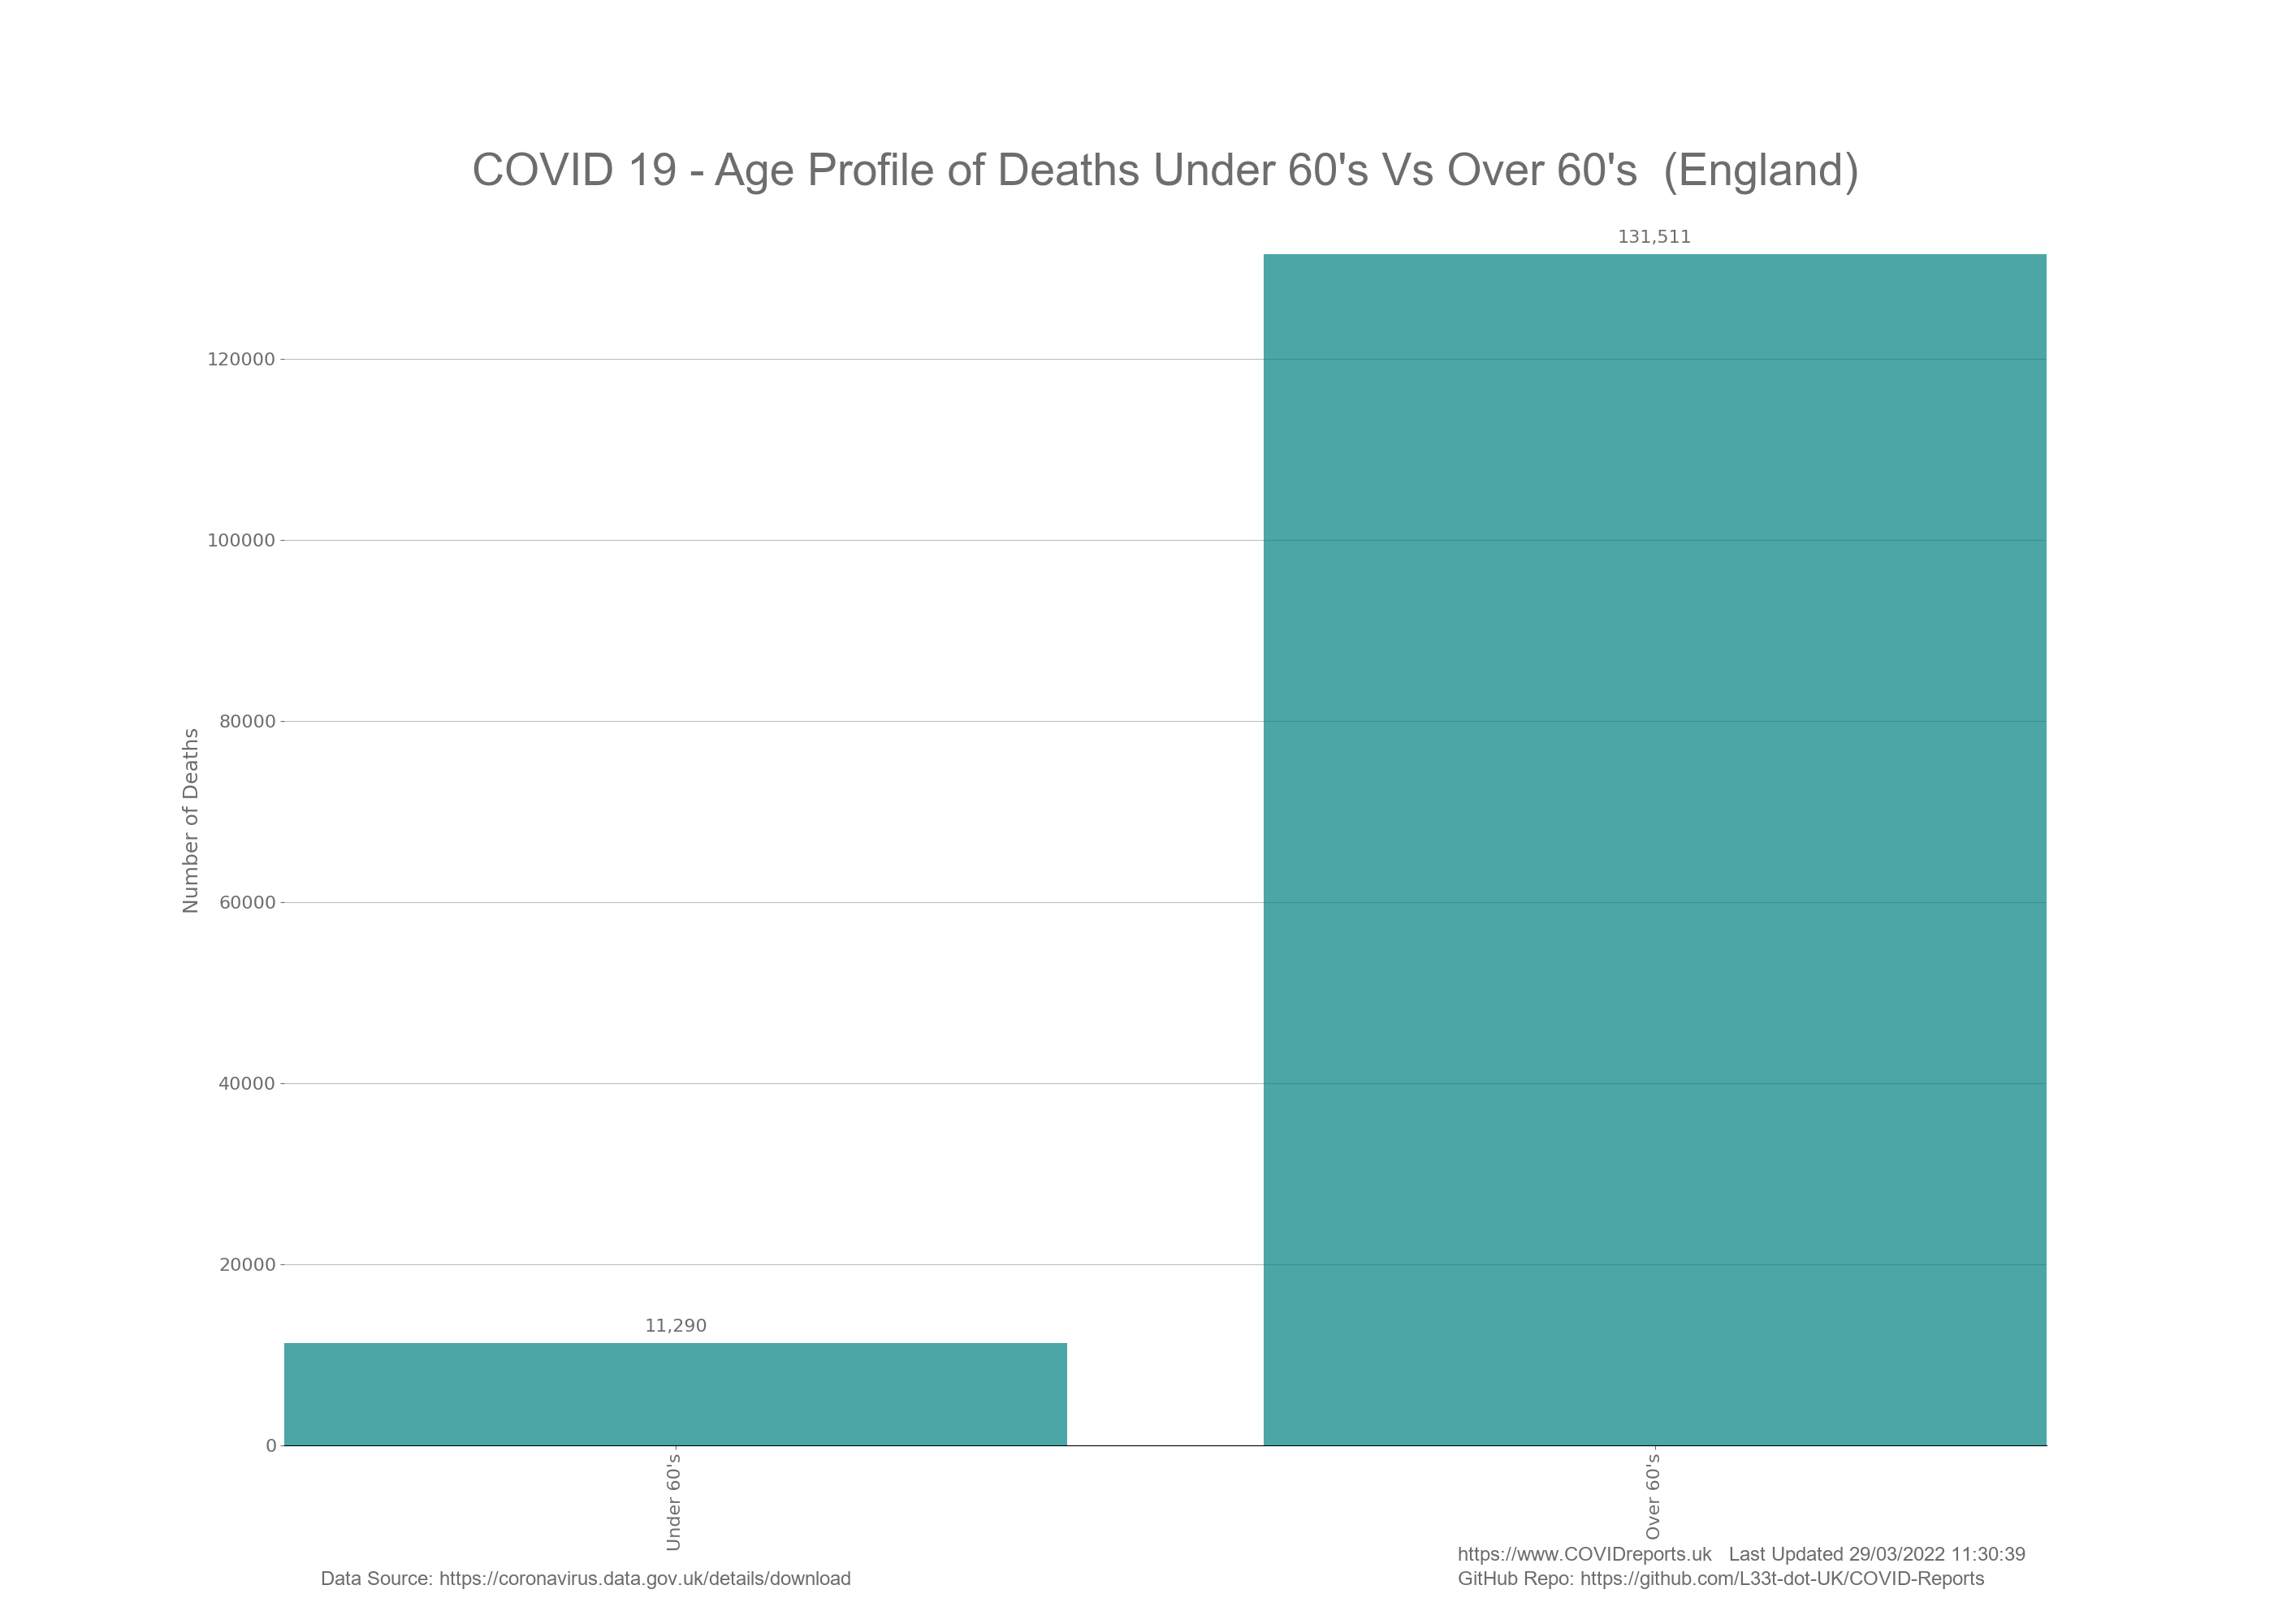 COVID 19 - Age Profile of Deaths Under 60's Vs Over 60's  (England)
131,511
120000
100000
80000
60000
40000
20000
0
Number of Deaths
11,290
Under 60's
Over 60's
https://www.COVIDreports.uk   Last Updated 29/03/2022 11:30:39
Data Source: https://coronavirus.data.gov.uk/details/download
GitHub Repo: https://github.com/L33t-dot-UK/COVID-Reports